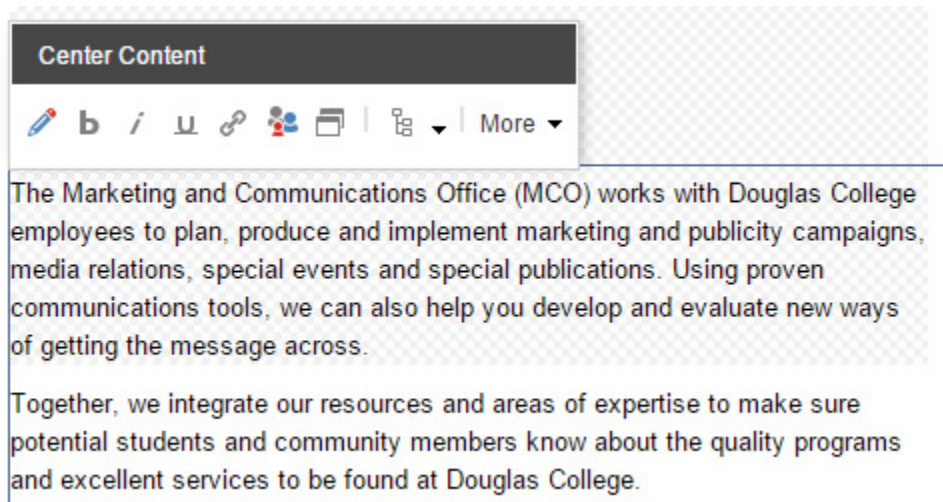 Center Content
b i u More
The Marketing and Communications Office (MCO) works with Douglas College
employees to plan, produce and implement marketing and publicity campaigns,
media relations, special events and special publications. Using proven
communications tools, we can also help you develop and evaluate new ways
of getting the message across.
Together, we integrate our resources and areas of expertise to make sure
potential students and community members know about the quality programs
and excellent services to be found at Douglas College.